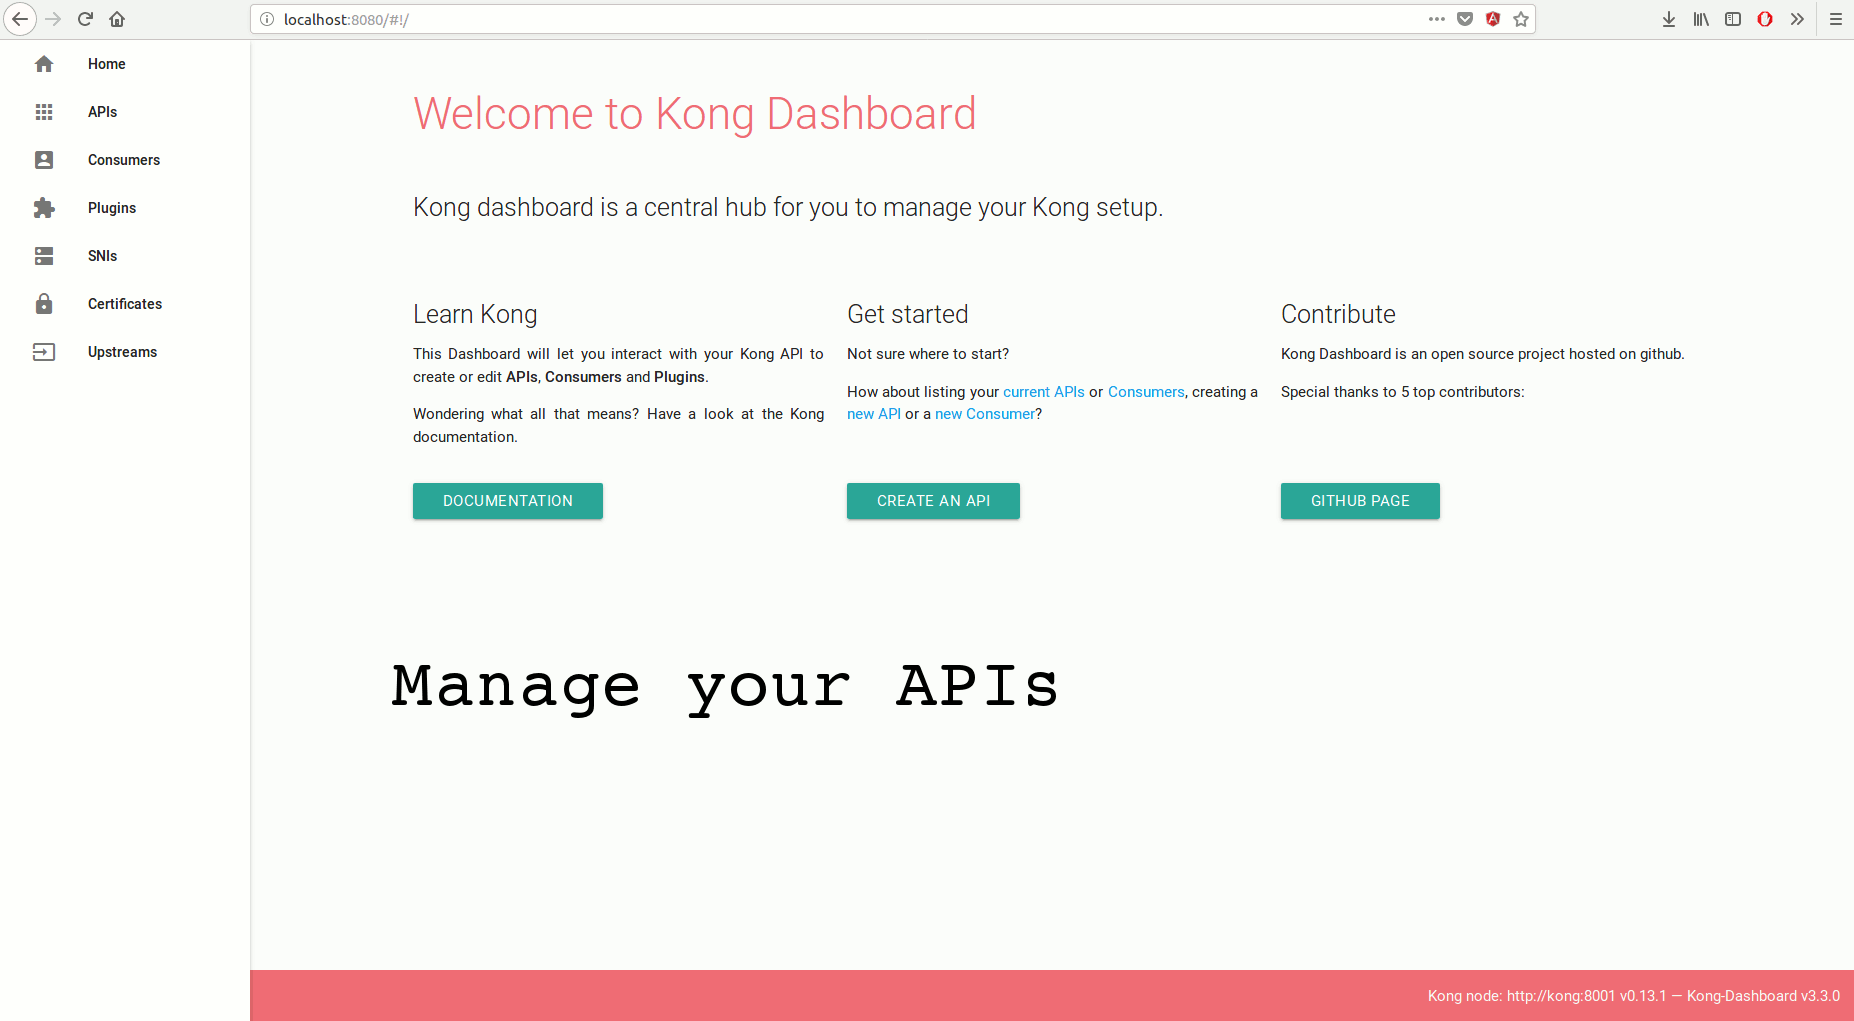 localhost:8080/#!/
Home
APIs
Consumers
Plugins
SNIs
Certificates
Upstreams
Welcome to Kong Dashboard
Kong dashboard is a central hub for you to manage your Kong setup.
Learn Kong
This Dashboard will let you interact with your Kong API to
create or edit APIs, Consumers and Plugins.
Wondering what all that means? Have a look at the Kong
documentation.
DOCUMENTATION
Get started
Not sure where to start?
How about listing your current APIs or Consumers, creating a
new API or a new Consumer?
CREATE AN API
Contribute
Kong Dashboard is an open source project hosted on github.
Special thanks to 5 top contributors:
GITHUB PAGE
Manage your APIs
Kong node: http://kong:8001 v0.13.1 — Kong-Dashboard v3.3.0